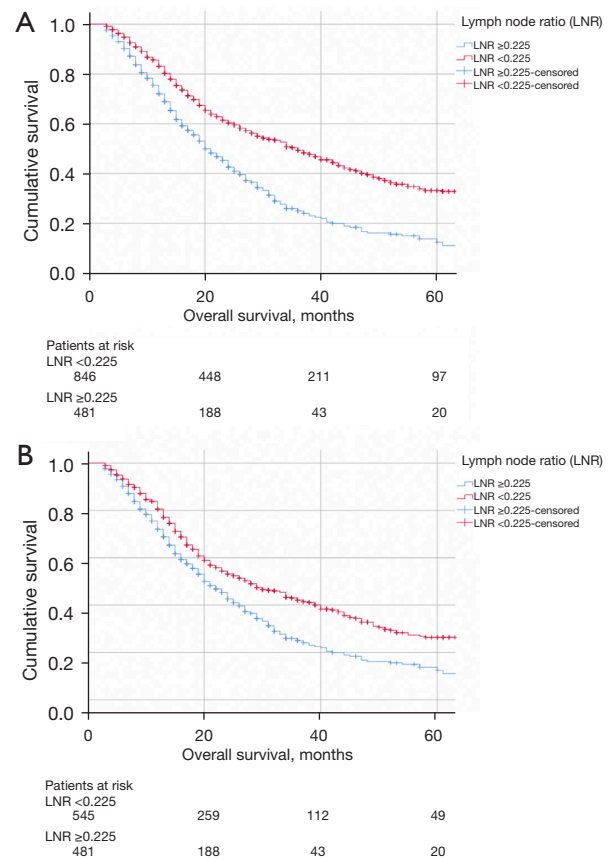 A
Lymph node ratio (LNR)
LNR ≥0.225
LNR <0.225
LNR ≥0.225-censored
LNR <0.225-censored
1.0
0.8
0.6
0.4
0.2
0.0
Cumulative survival
0 20 40 60
Overall survival, months
Patients at risk
LNR <0.225
846 448 211 97
LNR ≥0.225
481 188 43 20
B
Lymph node ratio (LNR)
LNR ≥0.225
LNR <0.225
LNR ≥0.225-censored
LNR <0.225-censored
1.0
0.8
0.6
0.4
0.2
0.0
Cumulative survival
0 20 40 60
Overall survival, months
Patients at risk
LNR <0.225
545 259 112 49
LNR ≥0.225
481 188 43 20